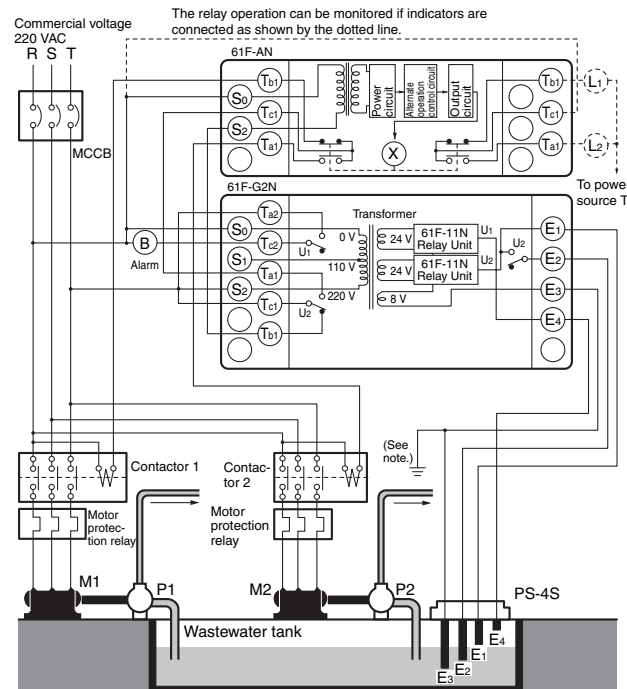 Commercial voltage
220 VAC
R S T
The relay operation can be monitored if indicators are
connected as shown by the dotted line.
MCCB
61F-AN
S0
S2
Tb1
Tc1
Ta1
Power
circuit
Alternate
operation
control circuit
Output
circuit
X
Tb1
Tc1
Ta1
L1
L2
To power
source T
61F-G2N
S0
S1
S2
Ta2
Tc2
Ta1
Tc1
Tb1
B
Alarm
U1
U2
0 V
110 V
220 V
Transformer
24 V
24 V
8 V
61F-11N
Relay Unit
61F-11N
Relay Unit
U1
U2
U2
E1
E2
E3
E4
Contactor 1
Contac-
tor 2
(See
note.)
Motor
protec-
tion relay
Motor
protection
relay
M1
P1
M2
P2
PS-4S
Wastewater tank
E4
E1
E2
E3